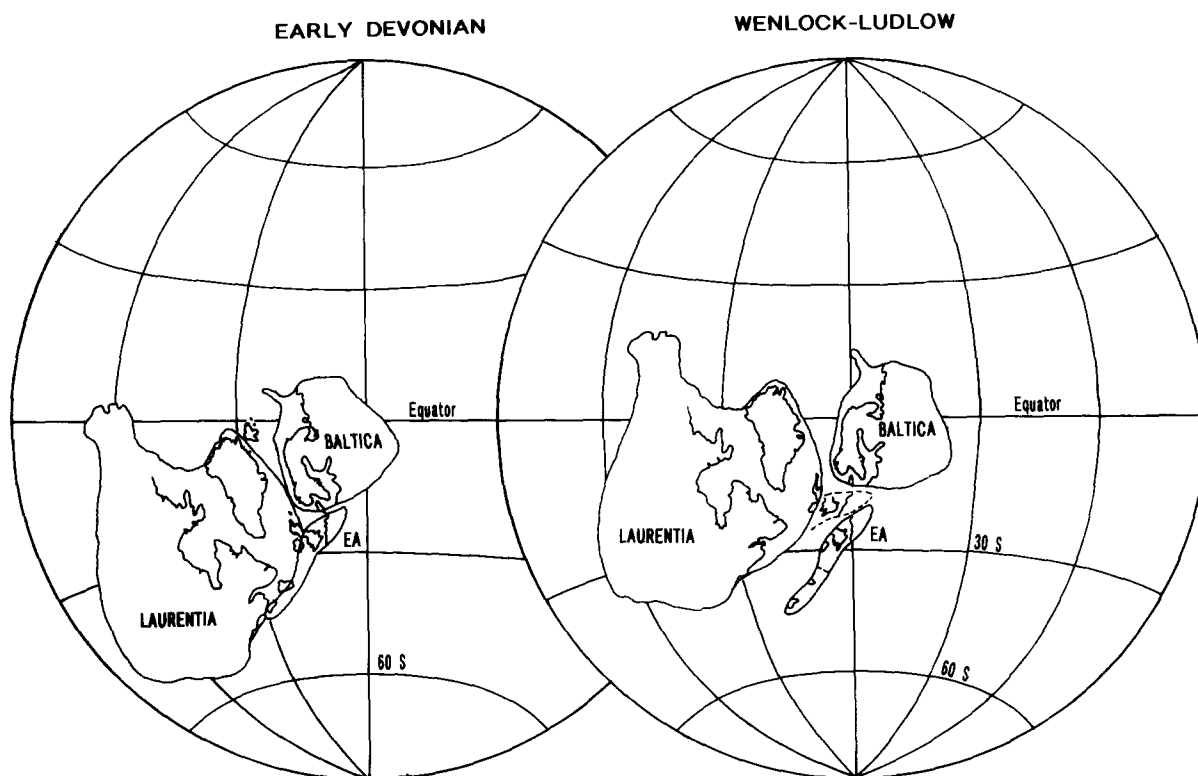 EARLY DEVONIAN
Equator
BALTICA
EA
LAURENTIA
60 S
WENLOCK-LUDLOW
Equator
BALTICA
LAURENTIA
EA
30 S
60 S